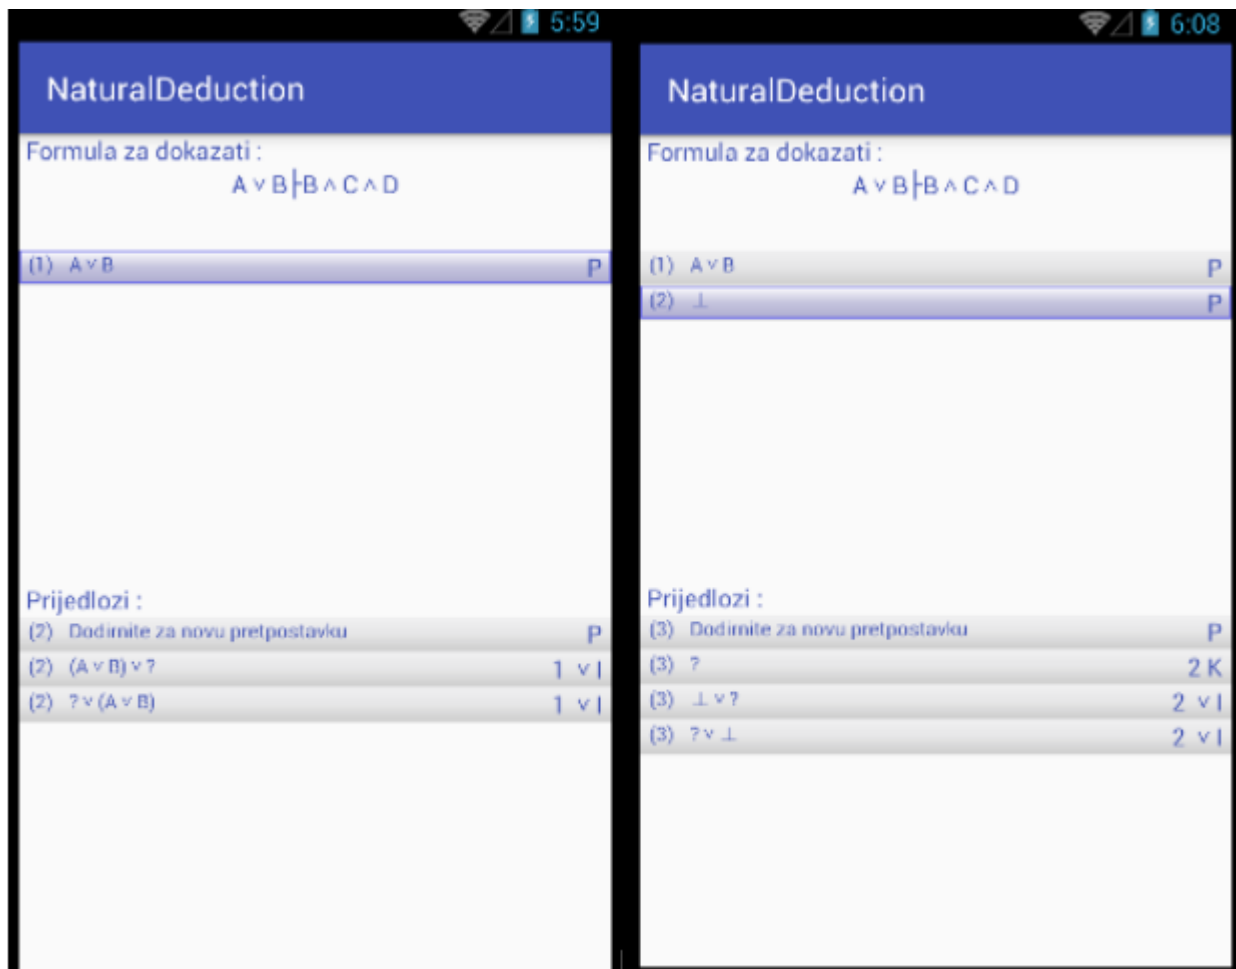 5:59
NaturalDeduction
Formula za dokazati :
A ∨ B⊢B ∧ C ∧ D
(1) A ∨ B P
Prijedlozi :
(2) Dodirnite za novu pretpostavku P
(2) (A ∨ B) ∨ ? 1 ∨ I
(2) ? ∨ (A ∨ B) 1 ∨ I
6:08
NaturalDeduction
Formula za dokazati :
A ∨ B⊢B ∧ C ∧ D
(1) A ∨ B P
(2) ⊥ P
Prijedlozi :
(3) Dodirnite za novu pretpostavku P
(3) ? 2 K
(3) ⊥ ∨ ? 2 ∨ I
(3) ? ∨ ⊥ 2 ∨ I